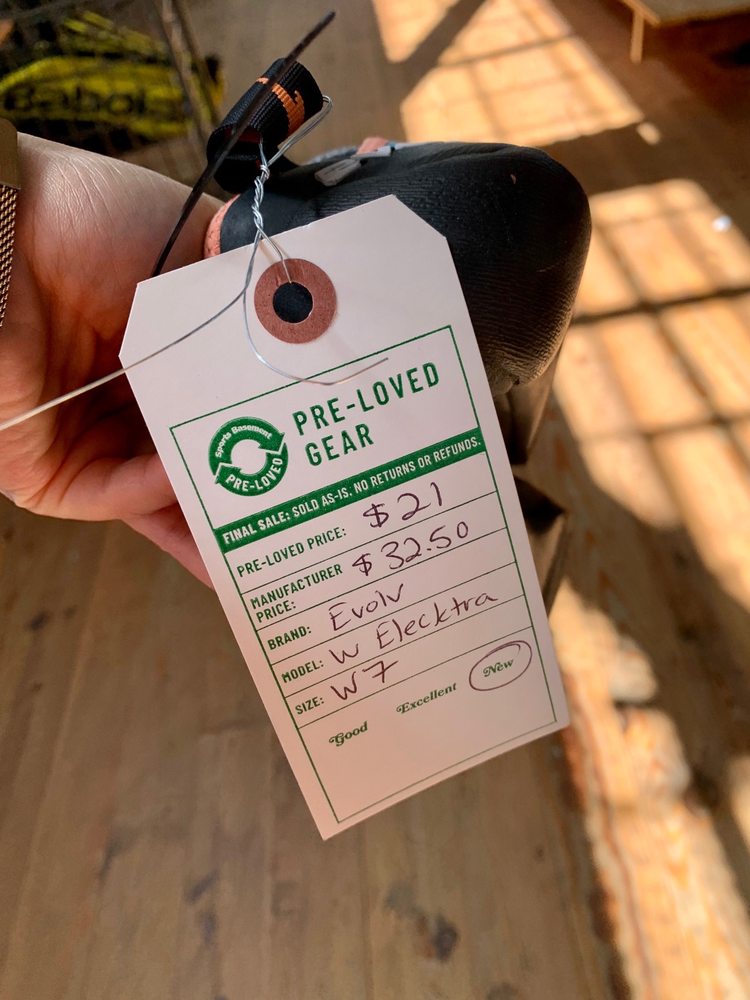 Babola
Sports Basement
PRE-LOVED
PRE-LOVED
GEAR
FINAL SALE: SOLD AS-IS. NO RETURNS OR REFUNDS.
PRE-LOVED PRICE: $21
MANUFACTURER
PRICE: $32.50
BRAND: Evolv
MODEL: W Elecktra
SIZE: W7
Good Excellent New